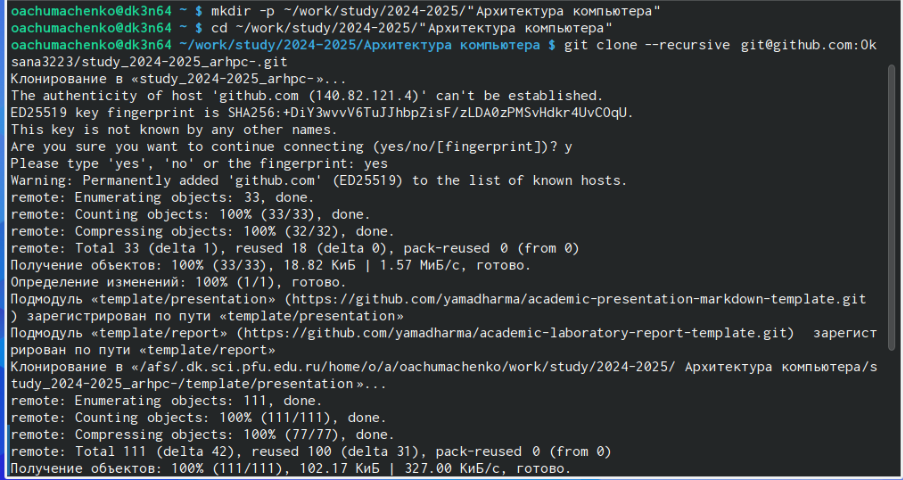 oachumachenko@dk3n64 ~ $ mkdir -p ~/work/study/2024-2025/"Архитектура компьютера"
oachumachenko@dk3n64 ~ $ cd ~/work/study/2024-2025/"Архитектура компьютера"
oachumachenko@dk3n64 ~/work/study/2024-2025/Архитектура компьютера $ git clone --recursive git@github.com:Ok
sana3223/study_2024-2025_arhpc-.git
Клонирование в «study_2024-2025_arhpc-»...
The authenticity of host 'github.com (140.82.121.4)' can't be established.
ED25519 key fingerprint is SHA256:+DiY3wvvV6TuJJhbpZisF/zLDA0zPMSvHdkr4UvCOqU.
This key is not known by any other names.
Are you sure you want to continue connecting (yes/no/[fingerprint])? y
Please type 'yes', 'no' or the fingerprint: yes
Warning: Permanently added 'github.com' (ED25519) to the list of known hosts.
remote: Enumerating objects: 33, done.
remote: Counting objects: 100% (33/33), done.
remote: Compressing objects: 100% (32/32), done.
remote: Total 33 (delta 1), reused 18 (delta 0), pack-reused 0 (from 0)
Получение объектов: 100% (33/33), 18.82 КиБ | 1.57 МиБ/с, готово.
Определение изменений: 100% (1/1), готово.
Подмодуль «template/presentation» (https://github.com/yamadharma/academic-presentation-markdown-template.git
) зарегистрирован по пути «template/presentation»
Подмодуль «template/report» (https://github.com/yamadharma/academic-laboratory-report-template.git) зарегист
рирован по пути «template/report»
Клонирование в «/afs/.dk.sci.pfu.edu.ru/home/o/a/oachumachenko/work/study/2024-2025/ Архитектура компьютера/s
tudy_2024-2025_arhpc-/template/presentation»...
remote: Enumerating objects: 111, done.
remote: Counting objects: 100% (111/111), done.
remote: Compressing objects: 100% (77/77), done.
remote: Total 111 (delta 42), reused 100 (delta 31), pack-reused 0 (from 0)
Получение объектов: 100% (111/111), 102.17 КиБ | 327.00 КиБ/с, готово.